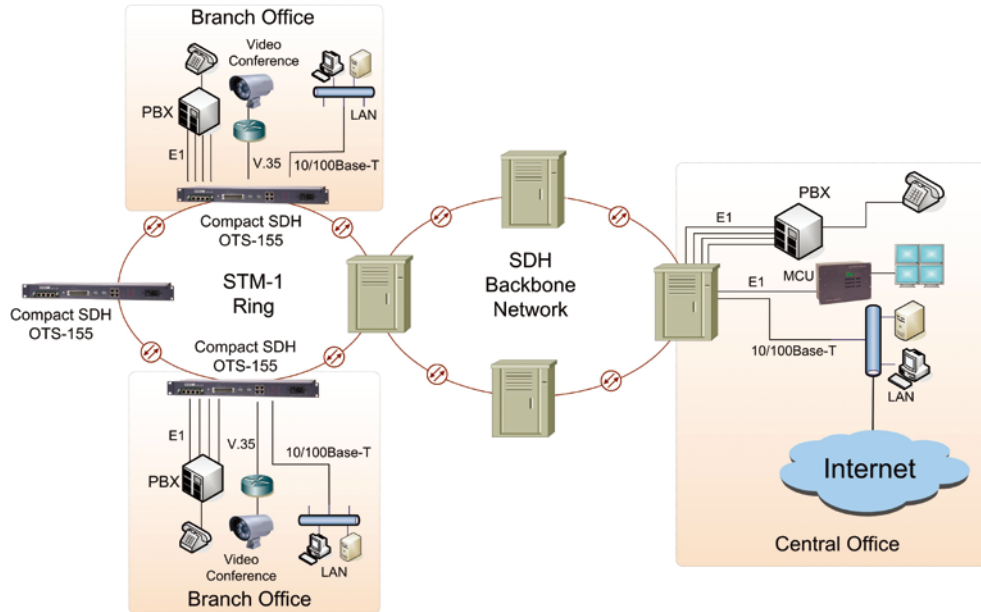 Branch Office
Video
Conference
PBX
LAN
E1
V.35
10/100Base-T
Compact SDH
OTS-155
STM-1
Ring
Compact SDH
OTS-155
Compact SDH
OTS-155
E1
V.35
10/100Base-T
PBX
Video
Conference
LAN
Branch Office
SDH
Backbone
Network
E1
PBX
MCU
E1
10/100Base-T
LAN
Internet
Central Office